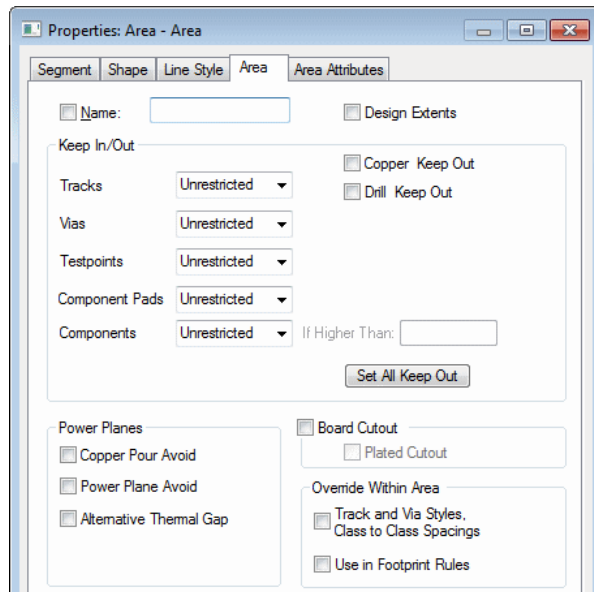 Properties: Area - Area
Segment Shape Line Style Area Area Attributes
Name: Design Extents
Keep In/Out
Copper Keep Out
Tracks Unrestricted
Drill Keep Out
Vias Unrestricted
Testpoints Unrestricted
Component Pads Unrestricted
Components Unrestricted If Higher Than:
Set All Keep Out
Power Planes
Copper Pour Avoid
Power Plane Avoid
Alternative Thermal Gap
Board Cutout
Plated Cutout
Override Within Area
Track and Via Styles,
Class to Class Spacings
Use in Footprint Rules